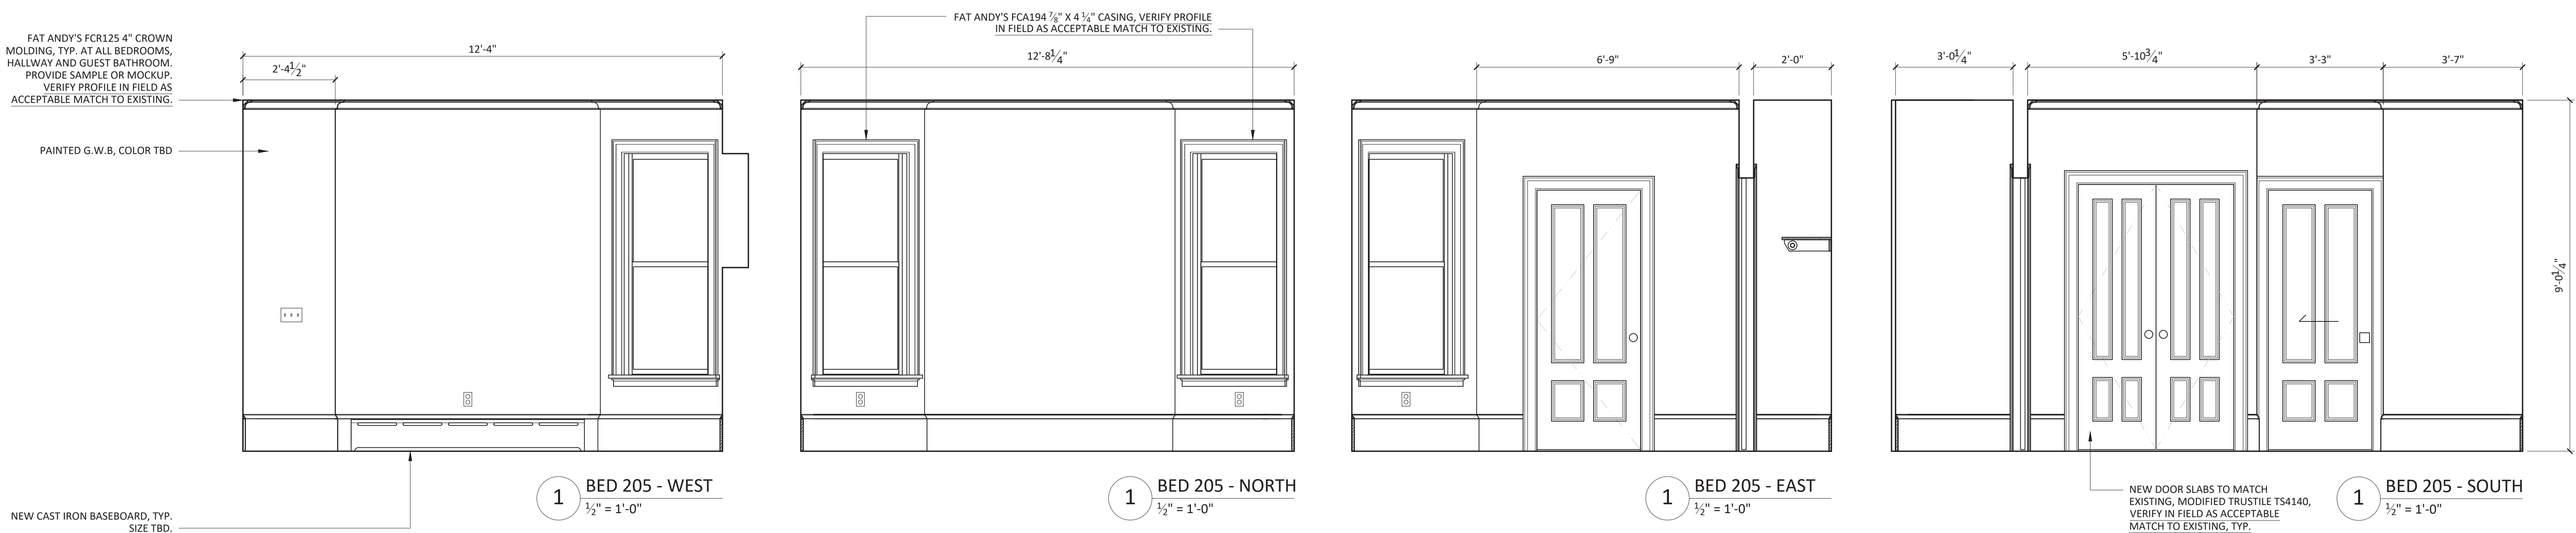 FAT ANDY'S FCR125 4" CROWN
MOLDING, TYP. AT ALL BEDROOMS,
HALLWAY AND GUEST BATHROOM.
PROVIDE SAMPLE OR MOCKUP.
VERIFY PROFILE IN FIELD AS
ACCEPTABLE MATCH TO EXISTING.
PAINTED G.W.B, COLOR TBD
NEW CAST IRON BASEBOARD, TYP.
SIZE TBD.
12'-4"
2'-4½"
1
BED 205 - WEST
½" = 1'-0"
FAT ANDY'S FCA194 ⅞" X 4 ¼" CASING, VERIFY PROFILE
IN FIELD AS ACCEPTABLE MATCH TO EXISTING.
12'-8¼"
1
BED 205 - NORTH
½" = 1'-0"
6'-9"
2'-0"
1
BED 205 - EAST
½" = 1'-0"
3'-0¼"
5'-10¾"
3'-3"
3'-7"
9'-0¼"
NEW DOOR SLABS TO MATCH
EXISTING, MODIFIED TRUSTILE TS4140,
VERIFY IN FIELD AS ACCEPTABLE
MATCH TO EXISTING, TYP.
1
BED 205 - SOUTH
½" = 1'-0"